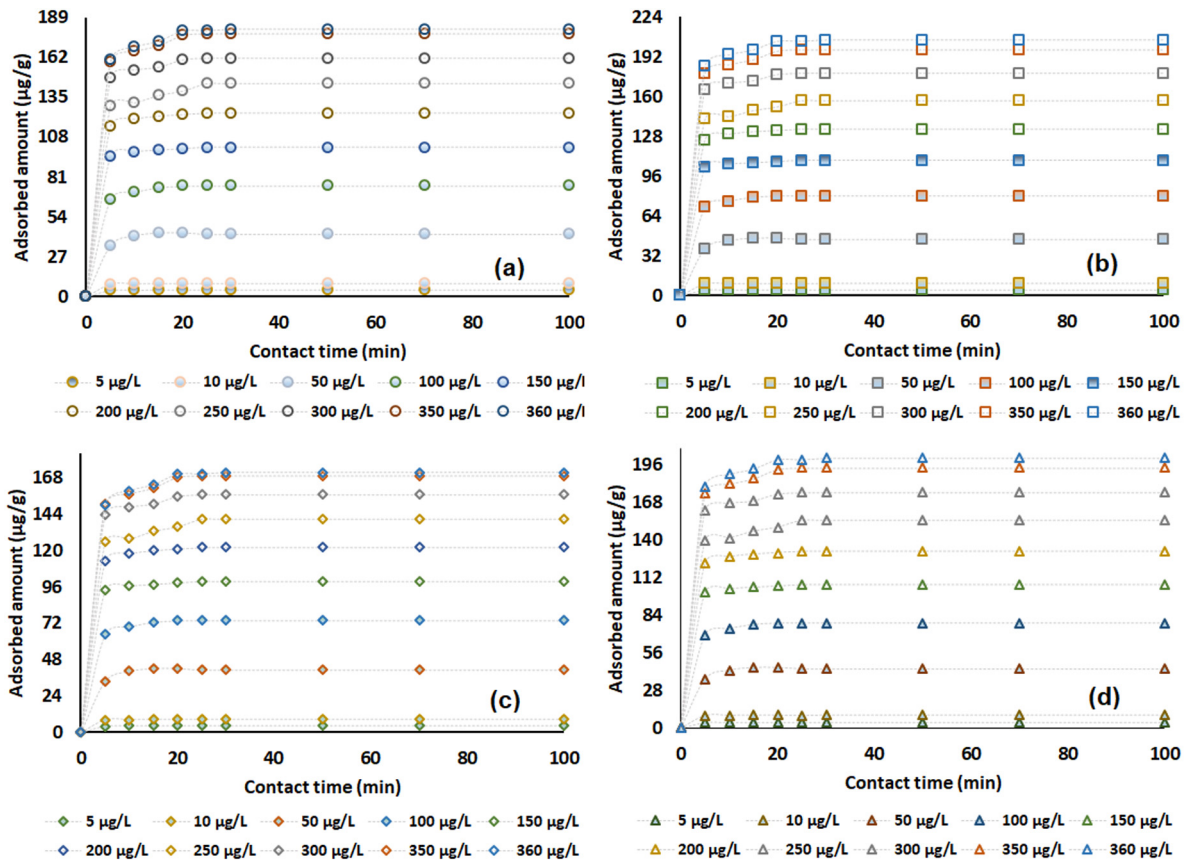 Adsorbed amount (µg/g)
189
162
135
108
81
54
27
0
(a)
0 20 40 60 80 100
Contact time (min)
5 µg/L 10 µg/L 50 µg/L 100 µg/L 150 µg/L
200 µg/L 250 µg/L 300 µg/L 350 µg/L 360 µg/L
Adsorbed amount (µg/g)
224
192
160
128
96
64
32
0
(b)
0 20 40 60 80 100
Contact time (min)
5 µg/L 10 µg/L 50 µg/L 100 µg/L 150 µg/L
200 µg/L 250 µg/L 300 µg/L 350 µg/L 360 µg/L
Adsorbed amount (µg/g)
168
144
120
96
72
48
24
0
(c)
0 20 40 60 80 100
Contact time (min)
5 µg/L 10 µg/L 50 µg/L 100 µg/L 150 µg/L
200 µg/L 250 µg/L 300 µg/L 350 µg/L 360 µg/L
Adsorbed amount (µg/g)
196
168
140
112
84
56
28
0
(d)
0 20 40 60 80 100
Contact time (min)
5 µg/L 10 µg/L 50 µg/L 100 µg/L 150 µg/L
200 µg/L 250 µg/L 300 µg/L 350 µg/L 360 µg/L